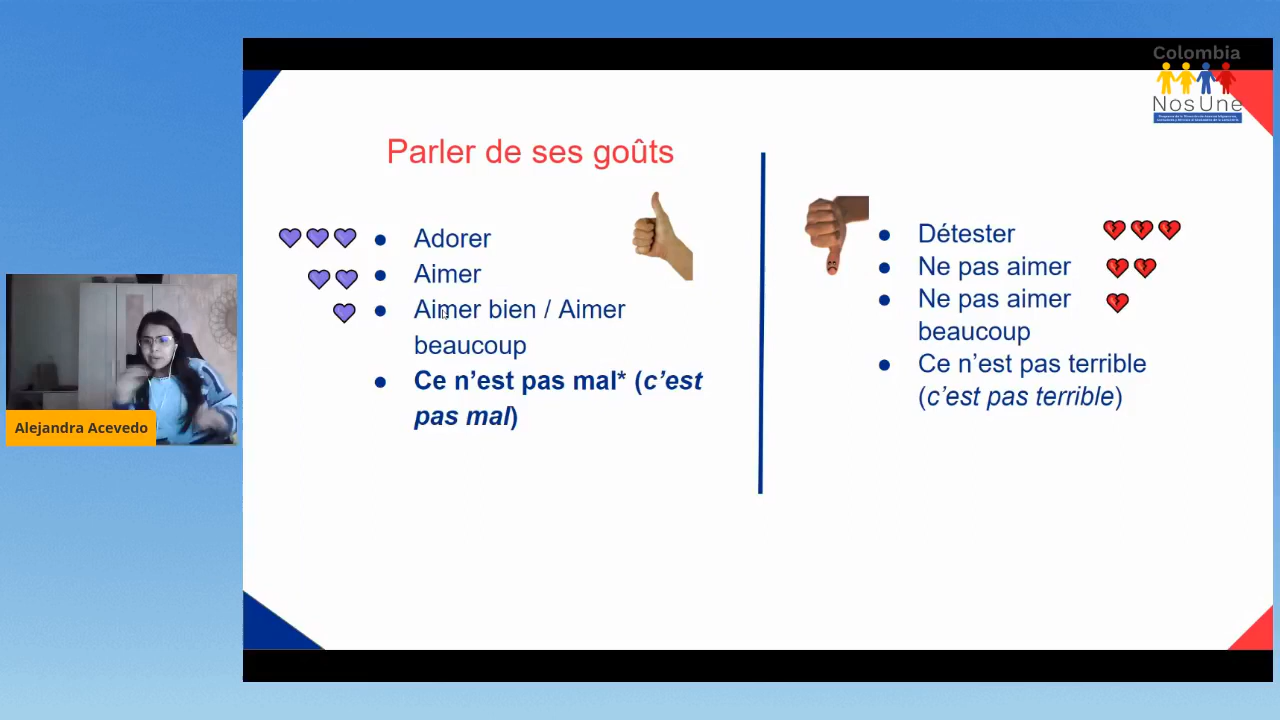 Colombia
NosUne
Parler de ses goûts
Adorer
Aimer
Aimer bien / Aimer
beaucoup
Ce n'est pas mal* (c'est
pas mal)
Détester
Ne pas aimer
Ne pas aimer
beaucoup
Ce n'est pas terrible
(c'est pas terrible)
Alejandra Acevedo